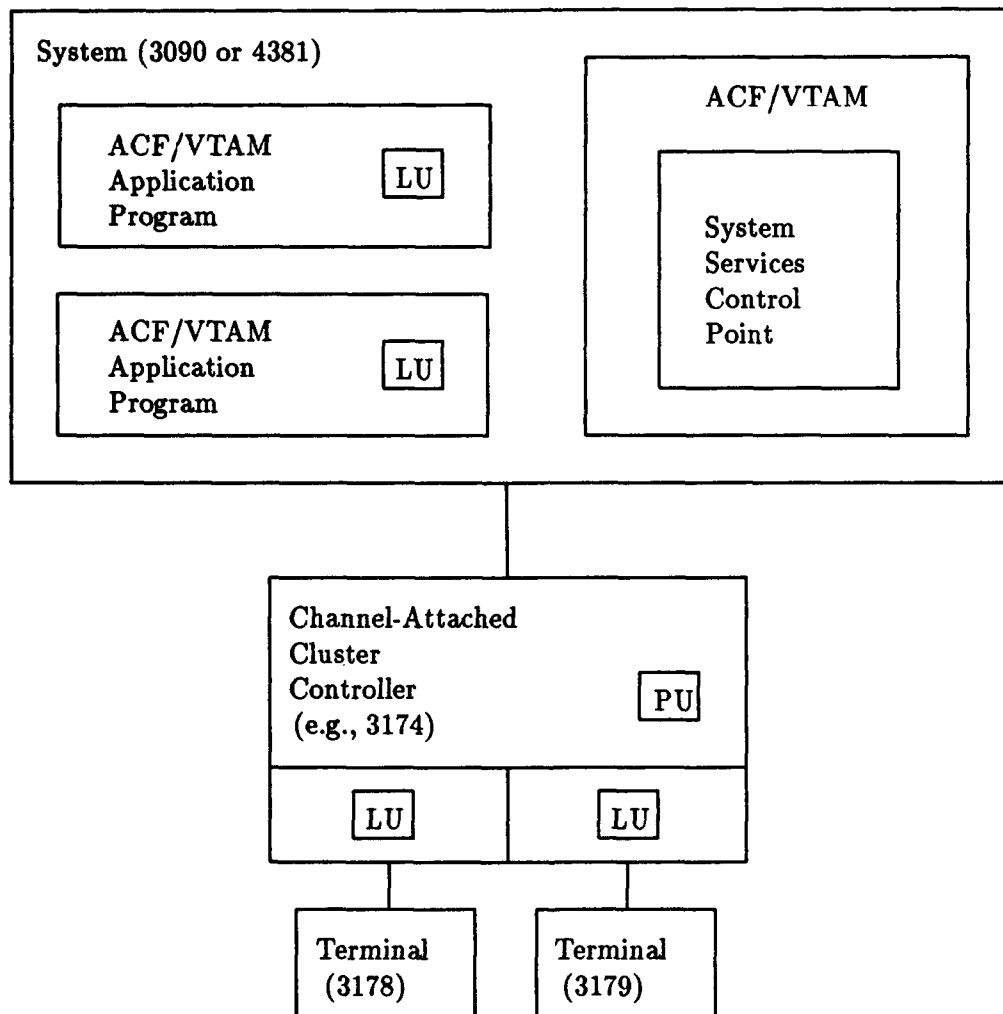 System (3090 or 4381)
ACF/VTAM
Application
Program
LU
ACF/VTAM
Application
Program
LU
ACF/VTAM
System
Services
Control
Point
Channel-Attached
Cluster
Controller
(e.g., 3174)
PU
LU
LU
Terminal
(3178)
Terminal
(3179)